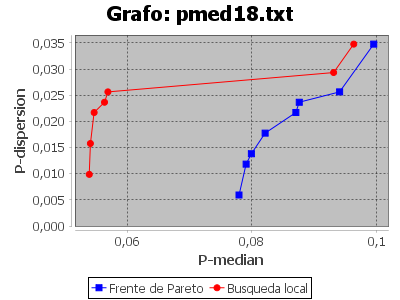 Grafo: pmed18.txt
0,035
0,030
0,025
0,020
0,015
0,010
0,005
0,000
P-dispersion
0,06
0,08
0,1
P-median
Frente de Pareto
Busqueda local